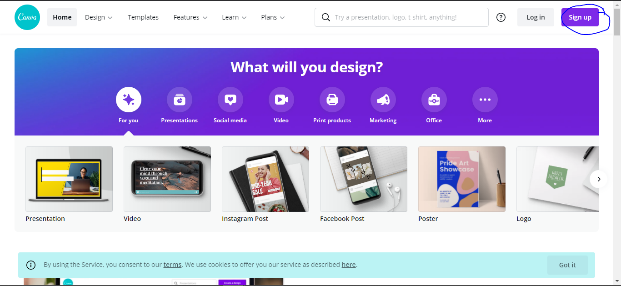 Canva
Home
Design
Templates
Features
Learn
Plans
Try a presentation, logo, t shirt, anything!
Log in
Sign up
What will you design?
For you
Presentations
Social media
Video
Print products
Marketing
Office
More
Pride Art
Showcase
Presentation
Video
Instagram Post
Facebook Post
Poster
Logo
By using the Service, you consent to our terms. We use cookies to offer you our service as described here.
Got it